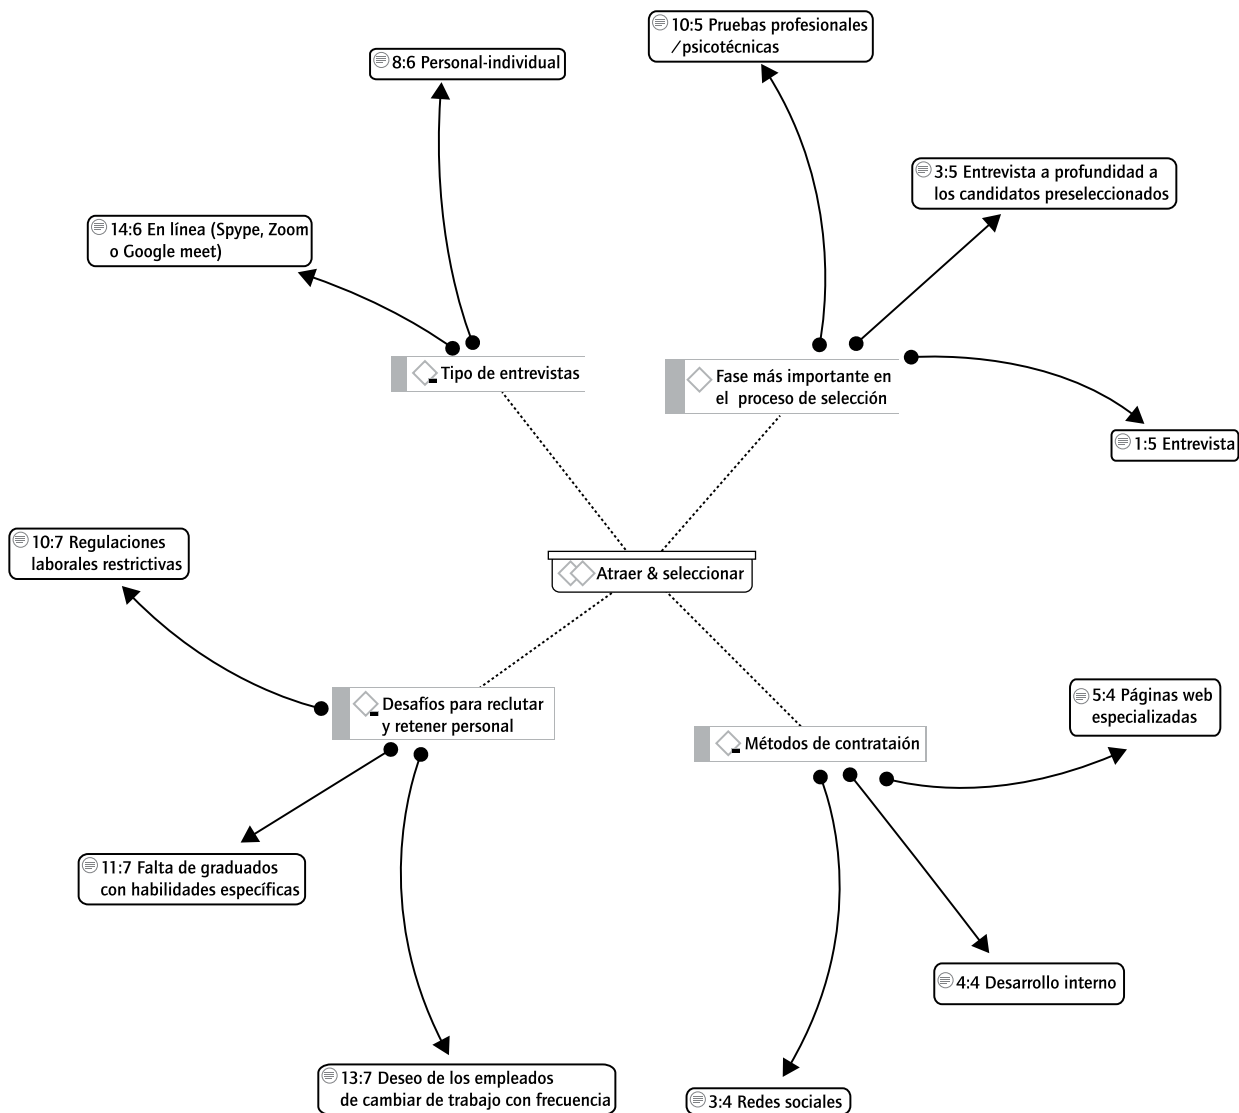 10:5 Pruebas profesionales
/psicotécnicas
8:6 Personal-individual
3:5 Entrevista a profundidad a
los candidatos preseleccionados
14:6 En línea (Spype, Zoom
o Google meet)
Tipo de entrevistas
Fase más importante en
el proceso de selección
1:5 Entrevista
10:7 Regulaciones
laborales restrictivas
Atraer & seleccionar
Desafíos para reclutar
y retener personal
5:4 Páginas web
especializadas
Métodos de contrataión
11:7 Falta de graduados
con habilidades específicas
4:4 Desarrollo interno
13:7 Deseo de los empleados
de cambiar de trabajo con frecuencia
3:4 Redes sociales